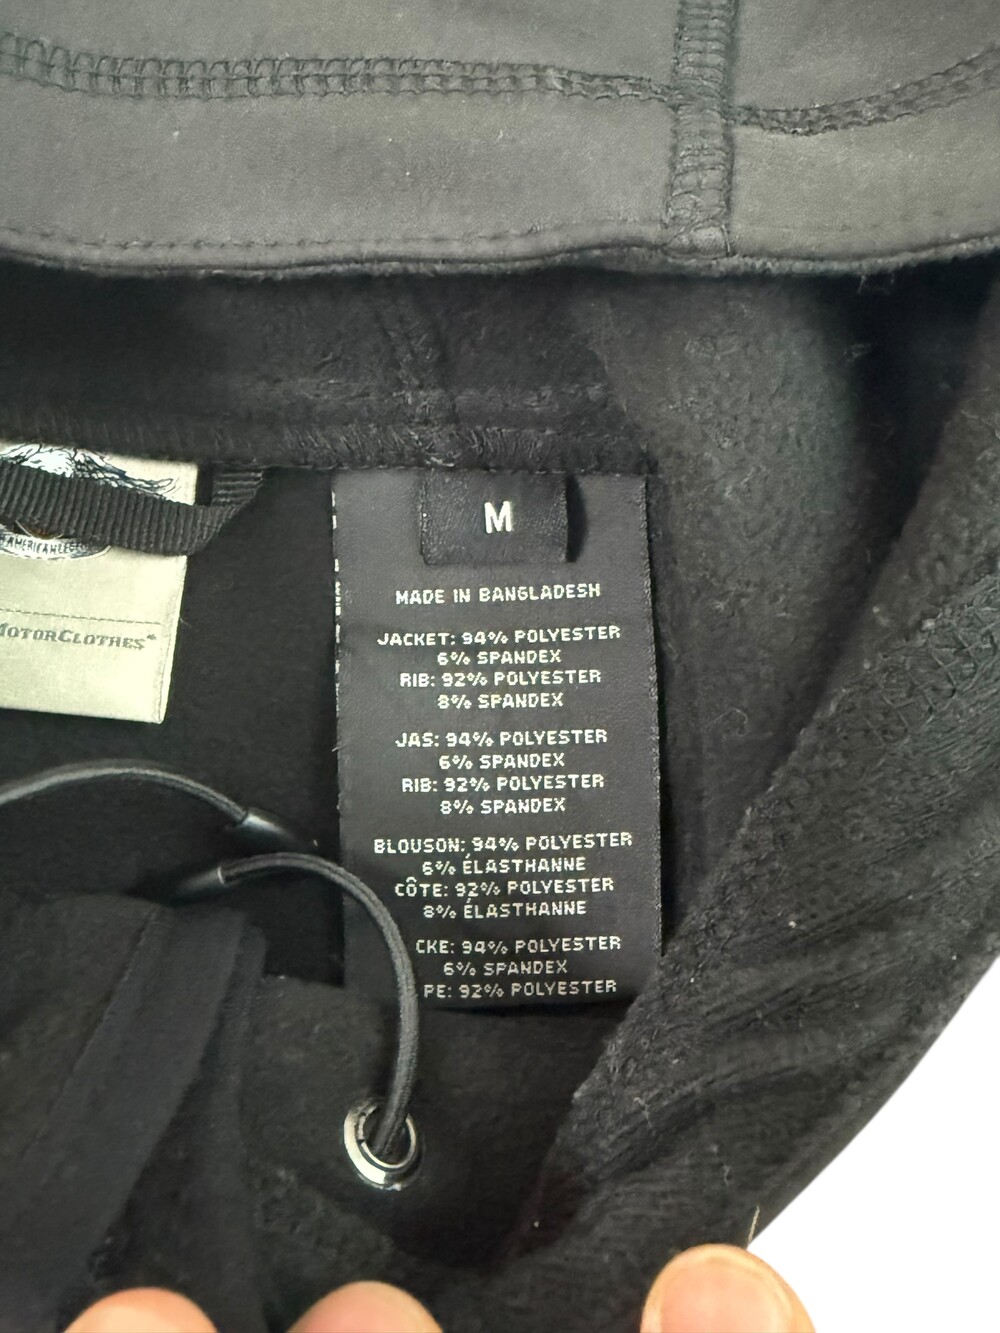 M
MADE IN BANGLADESH
JACKET: 94% POLYESTER
6% SPANDEX
RIB: 92% POLYESTER
8% SPANDEX
JAS: 94% POLYESTER
6% SPANDEX
RIB: 92% POLYESTER
8% SPANDEX
BLOUSON: 94% POLYESTER
6% ÉLASTHANNE
CÔTE: 92% POLYESTER
8% ÉLASTHANNE
CKE: 94% POLYESTER
6% SPANDEX
PE: 92% POLYESTER
MOTORCLOTHES®